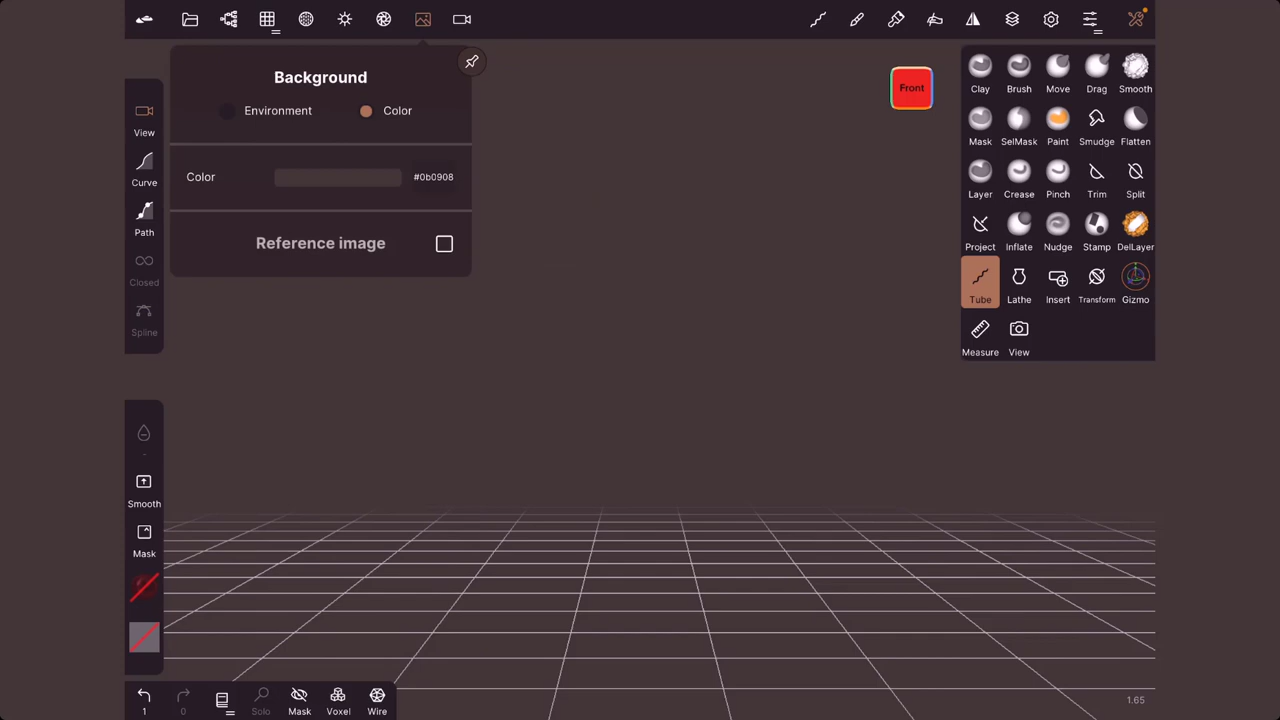 Background
Environment
Color
Color
#0b0908
Reference image
View
Curve
Path
Closed
Spline
Smooth
Mask
1
0
Solo
Mask
Voxel
Wire
Front
Clay
Brush
Move
Drag
Smooth
Mask
SelMask
Paint
Smudge
Flatten
Layer
Crease
Pinch
Trim
Split
Project
Inflate
Nudge
Stamp
DelLayer
Tube
Lathe
Insert
Transform
Gizmo
Measure
View
1.65